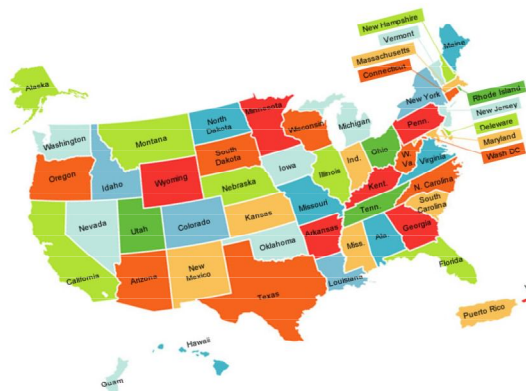 New Hampshire
Vermont
Massachusetts
Connecticut
Maine
Alaska
Washington
Montana
North
Dakota
Minnesota
Wisconsin
Michigan
New York
Rhode Island
New Jersey
Delaware
Maryland
Wash DC
Oregon
Idaho
Wyoming
South
Dakota
Iowa
Nebraska
Illinois
Ind.
Ohio
Penn.
W.
Va
Virginia
Nevada
Utah
Colorado
Kansas
Missouri
Kent.
N. Carolina
Tenn.
South
Carolina
California
Arizona
New
Mexico
Oklahoma
Arkansas
Miss.
Ala.
Georgia
Texas
Louisiana
Florida
Puerto Rico
Hawaii
Guam